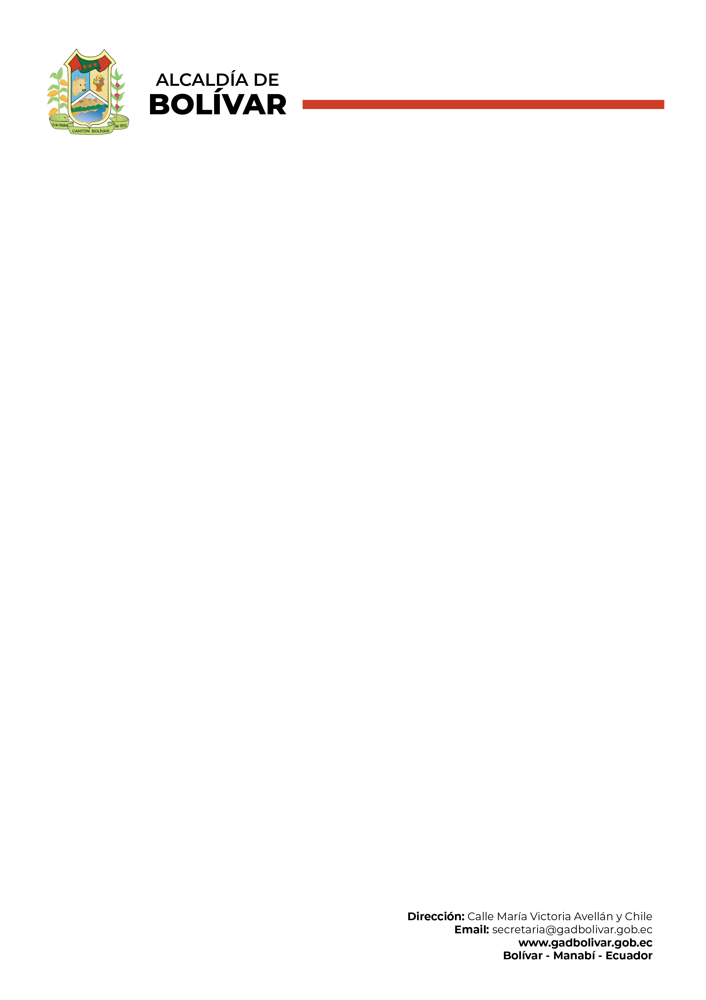 ALCALDÍA DE
BOLÍVAR
13 de Octubre
de 1913
CANTÓN BOLÍVAR
Dirección: Calle María Victoria Avellán y Chile
Email: secretaria@gadbolivar.gob.ec
www.gadbolivar.gob.ec
Bolívar - Manabí - Ecuador